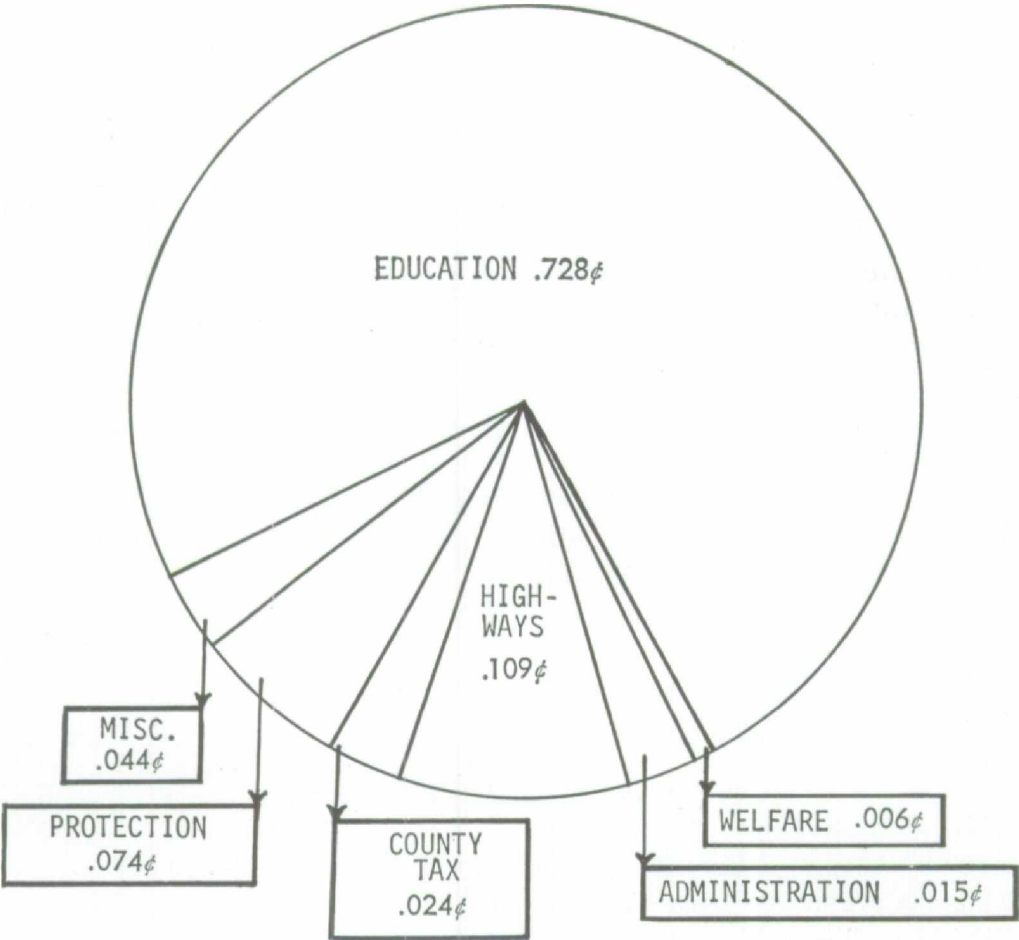 EDUCATION .728¢
HIGH-
WAYS
.109¢
MISC.
.044¢
PROTECTION
.074¢
COUNTY
TAX
.024¢
WELFARE .006¢
ADMINISTRATION .015¢